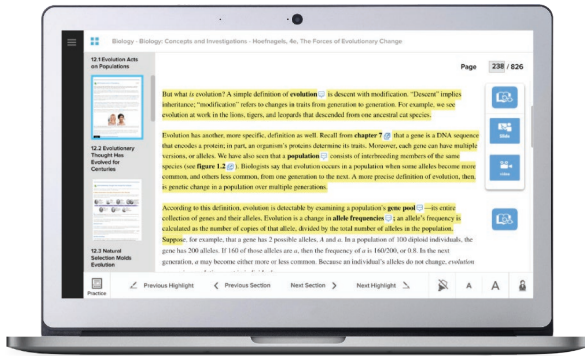 Biology - Biology: Concepts and Investigations - Hoefnagels, 4e, The Forces of Evolutionary Change
12.1 Evolution Acts
on Populations
12.2 Evolutionary
Thought Has
Evolved for
Centuries
12.3 Natural
Selection Molds
Evolution
Page 238 / 826
But what is evolution? A simple definition of evolution is descent with modification. "Descent" implies
inheritance; "modification" refers to changes in traits from generation to generation. For example, we see
evolution at work in the lions, tigers, and leopards that descended from one ancestral cat species.
Evolution has another, more specific, definition as well. Recall from chapter 7 that a gene is a DNA sequence
that encodes a protein; in part, an organism's proteins determine its traits. Moreover, each gene can have multiple
versions, or alleles. We have also seen that a population consists of interbreeding members of the same
species (see figure 1.2). Biologists say that evolution occurs in a population when some alleles become more
common, and others less common, from one generation to the next. A more precise definition of evolution, then,
is genetic change in a population over multiple generations.
According to this definition, evolution is detectable by examining a population's gene pool—its entire
collection of genes and their alleles. Evolution is a change in allele frequencies; an allele's frequency is
calculated as the number of copies of that allele, divided by the total number of alleles in the population.
Suppose, for example, that a gene has 2 possible alleles, A and a. In a population of 100 diploid individuals, the
gene has 200 alleles. If 160 of those alleles are a, then the frequency of a is 160/200, or 0.8. In the next
generation, a may become either more or less common. Because an individual's alleles do not change, evolution
Practice
Previous Highlight
Previous Section
Next Section
Next Highlight
A
A